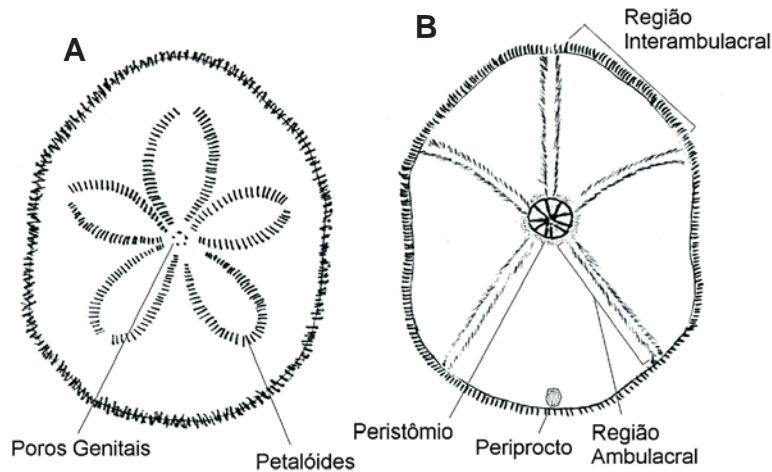 A
B
Região
Interambulacral
Poros Genitais
Petalóides
Peristômio
Periprocto
Região
Ambulacral